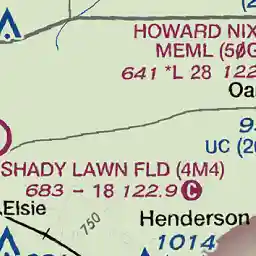 HOWARD NIX
MEML (5
641 *L 28 122
Oa
UC (2
SHADY LAWN FLD (4M4)
683 - 18 122.9 C
Elsie
750
Henderson
1014